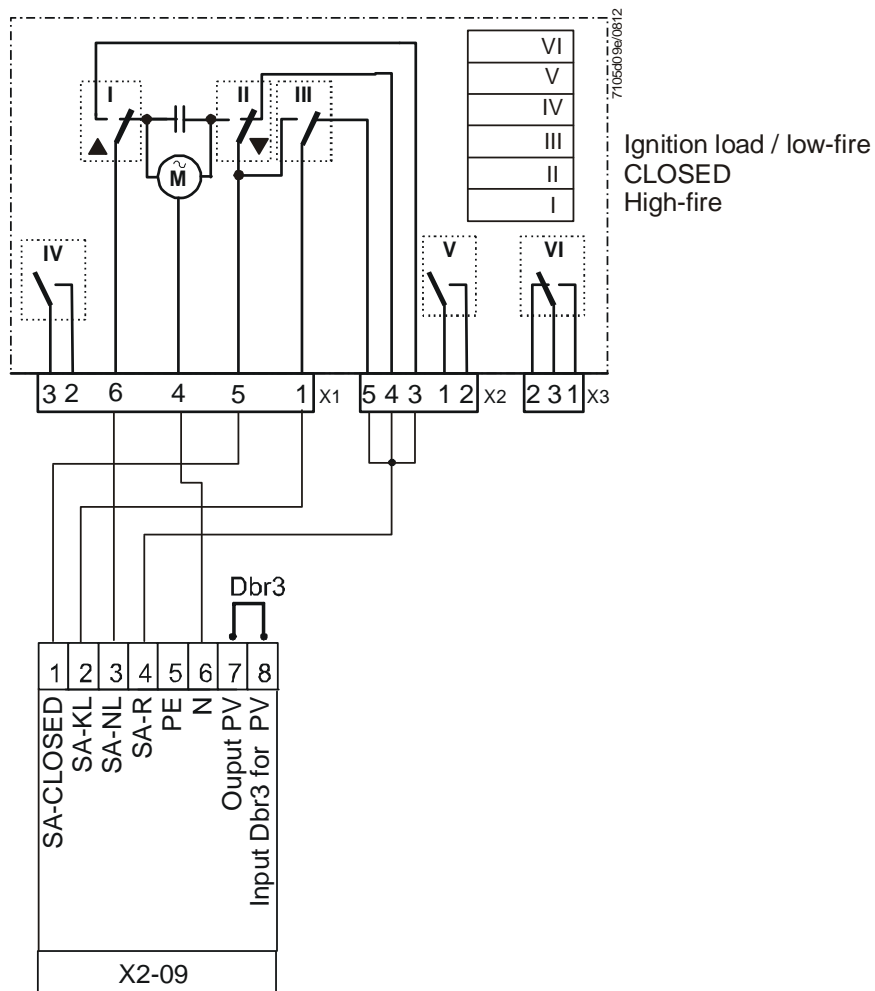 7105d09e/0812
VI
V
IV
III
II
I
Ignition load / low-fire
CLOSED
High-fire
I
II
III
M
~
IV
V
VI
3 2 6 4 5 1 X1
5 4 3 1 2 X2
2 3 1 X3
Dbr3
1 2 3 4 5 6 7 8
SA-CLOSED
SA-KL
SA-NL
SA-R
PE
N
Ouput PV
Input Dbr3 for PV
X2-09